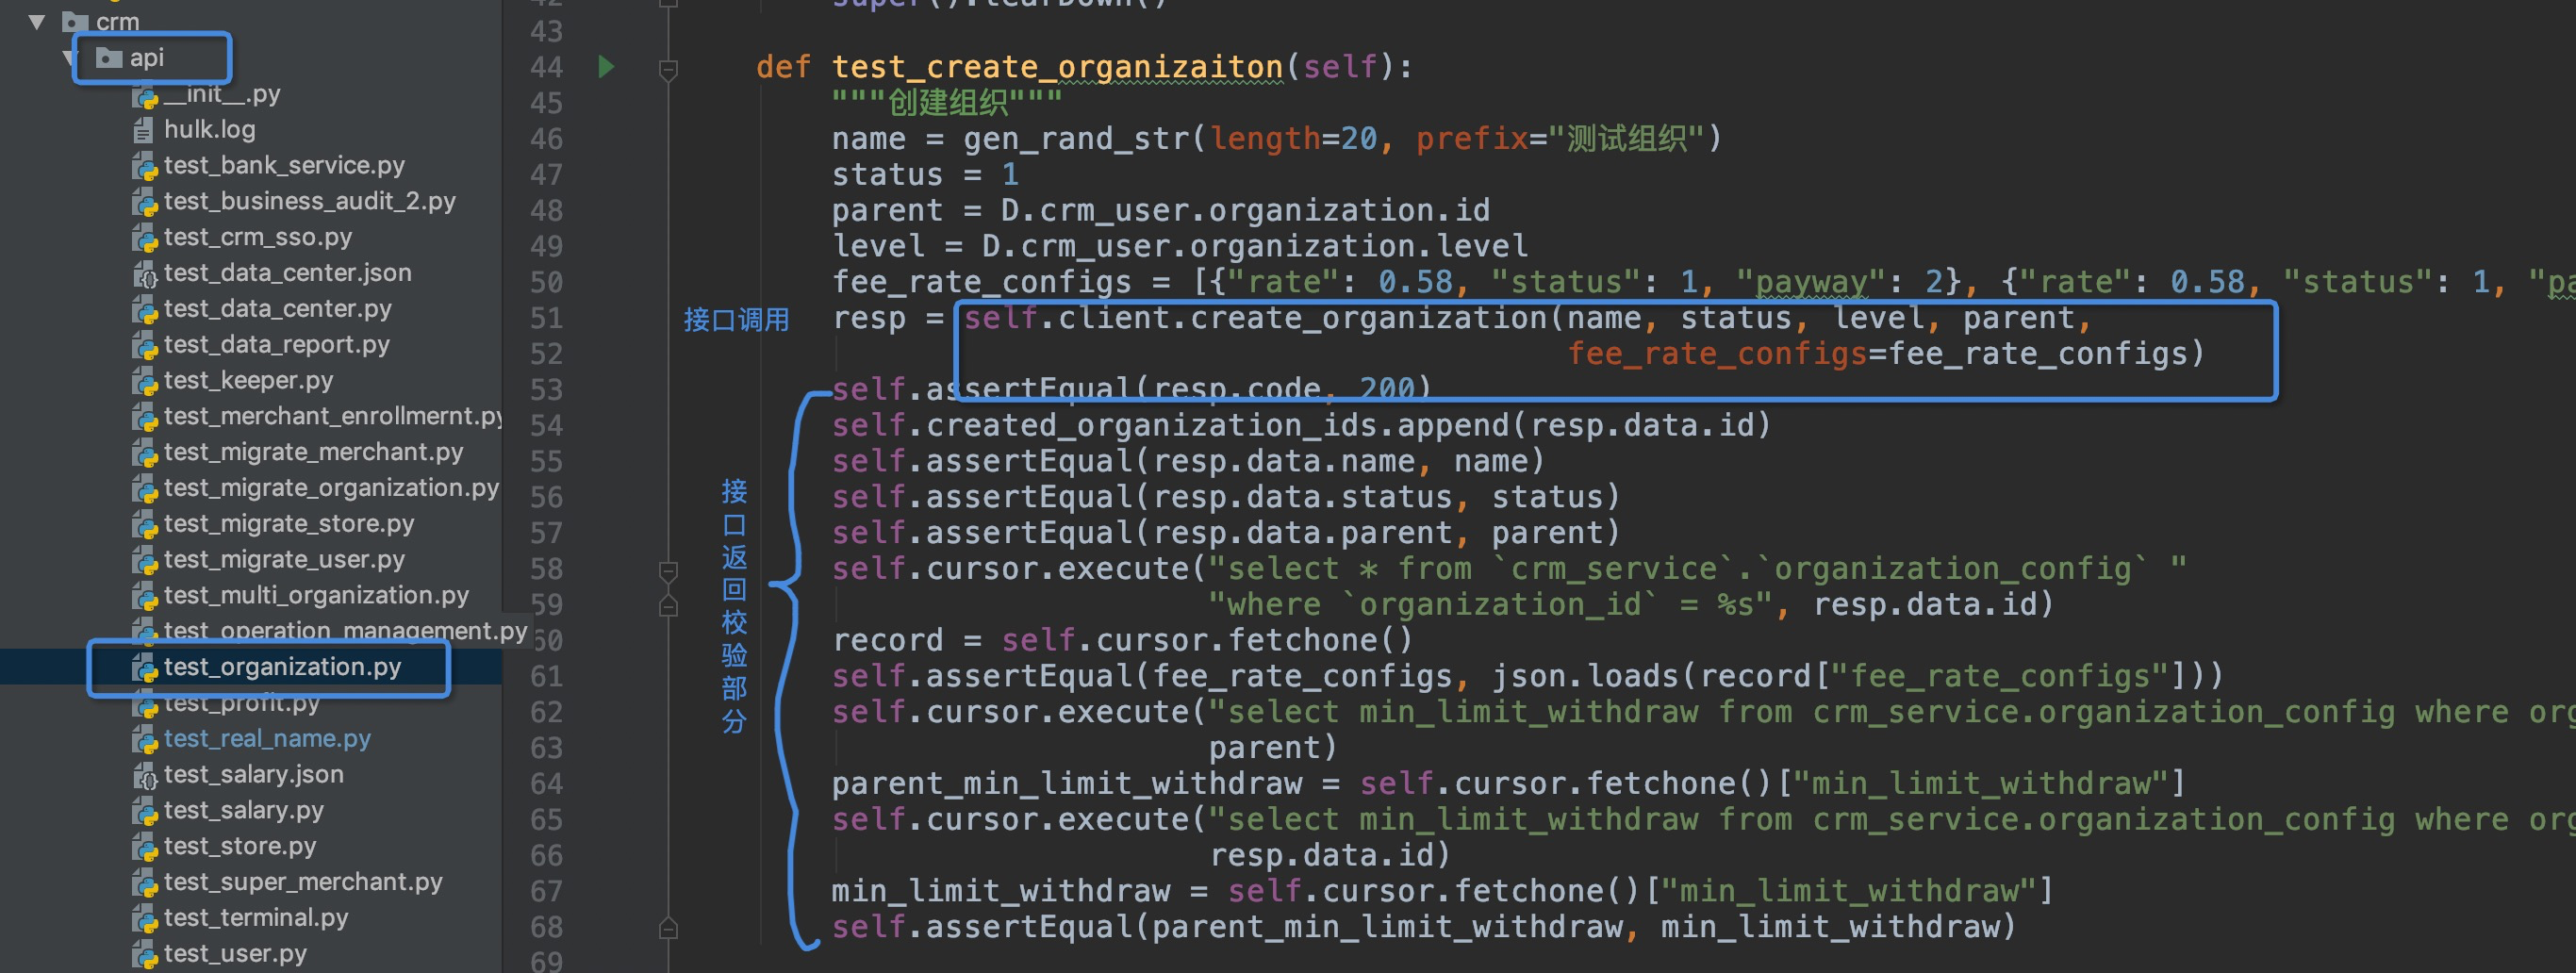 crm
api
__init__.py
hulk.log
test_bank_service.py
test_business_audit_2.py
test_crm_sso.py
test_data_center.json
test_data_center.py
test_data_report.py
test_keeper.py
test_merchant_enrollmernt.py
test_migrate_merchant.py
test_migrate_organization.py
test_migrate_store.py
test_migrate_user.py
test_multi_organization.py
test_operation_management.py
test_organization.py
test_profit.py
test_real_name.py
test_salary.json
test_salary.py
test_store.py
test_super_merchant.py
test_terminal.py
test_user.py
42 super().tearDown()
43
44 def test_create_organizaiton(self):
45 """创建组织"""
46 name = gen_rand_str(length=20, prefix="测试组织")
47 status = 1
48 parent = D.crm_user.organization.id
49 level = D.crm_user.organization.level
50 fee_rate_configs = [{"rate": 0.58, "status": 1, "payway": 2}, {"rate": 0.58, "status": 1, "pa
51 接口调用 resp = self.client.create_organization(name, status, level, parent,
52 fee_rate_configs=fee_rate_configs)
53 self.assertEqual(resp.code, 200)
54 self.created_organization_ids.append(resp.data.id)
55 self.assertEqual(resp.data.name, name)
56 self.assertEqual(resp.data.status, status)
57 self.assertEqual(resp.data.parent, parent)
58 self.cursor.execute("select * from `crm_service`.`organization_config` "
59 "where `organization_id` = %s", resp.data.id)
60 record = self.cursor.fetchone()
61 self.assertEqual(fee_rate_configs, json.loads(record["fee_rate_configs"]))
62 self.cursor.execute("select min_limit_withdraw from crm_service.organization_config where org
63 parent)
64 parent_min_limit_withdraw = self.cursor.fetchone()["min_limit_withdraw"]
65 self.cursor.execute("select min_limit_withdraw from crm_service.organization_config where org
66 resp.data.id)
67 min_limit_withdraw = self.cursor.fetchone()["min_limit_withdraw"]
68 self.assertEqual(parent_min_limit_withdraw, min_limit_withdraw)
69
接口返回校验部分